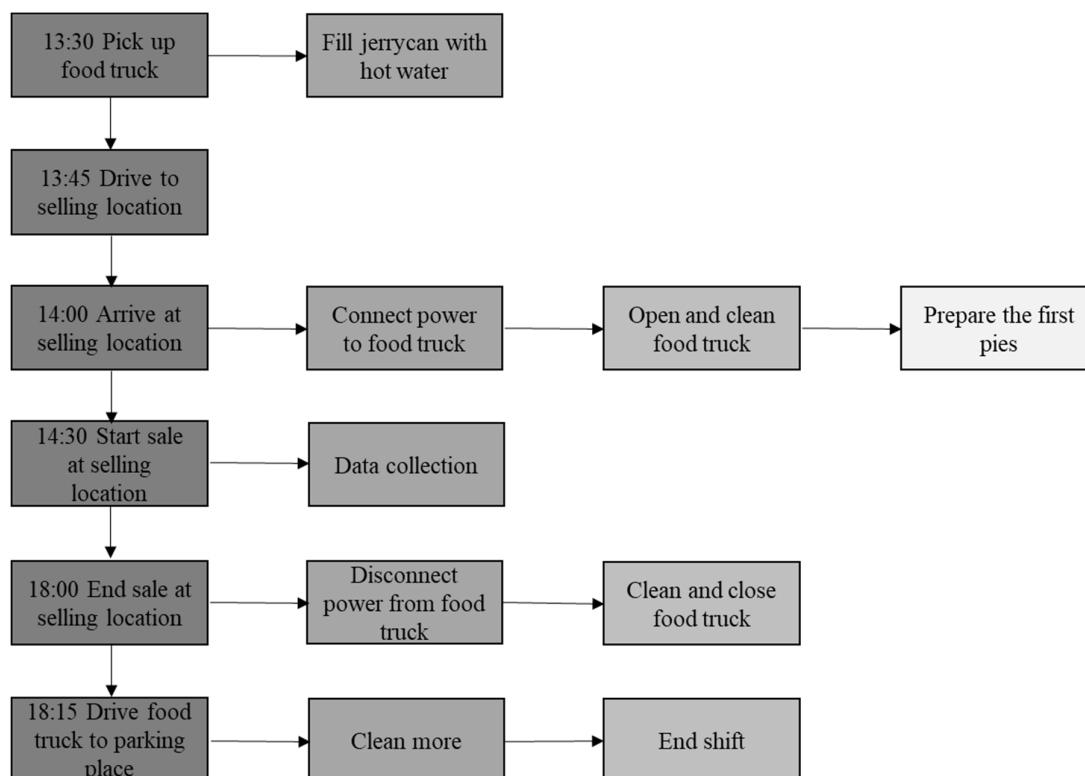 13:30 Pick up
food truck
Fill jerrycan with
hot water
13:45 Drive to
selling location
14:00 Arrive at
selling location
Connect power
to food truck
Open and clean
food truck
Prepare the first
pies
14:30 Start sale
at selling
location
Data collection
18:00 End sale at
selling location
Disconnect
power from food
truck
Clean and close
food truck
18:15 Drive food
truck to parking
place
Clean more
End shift